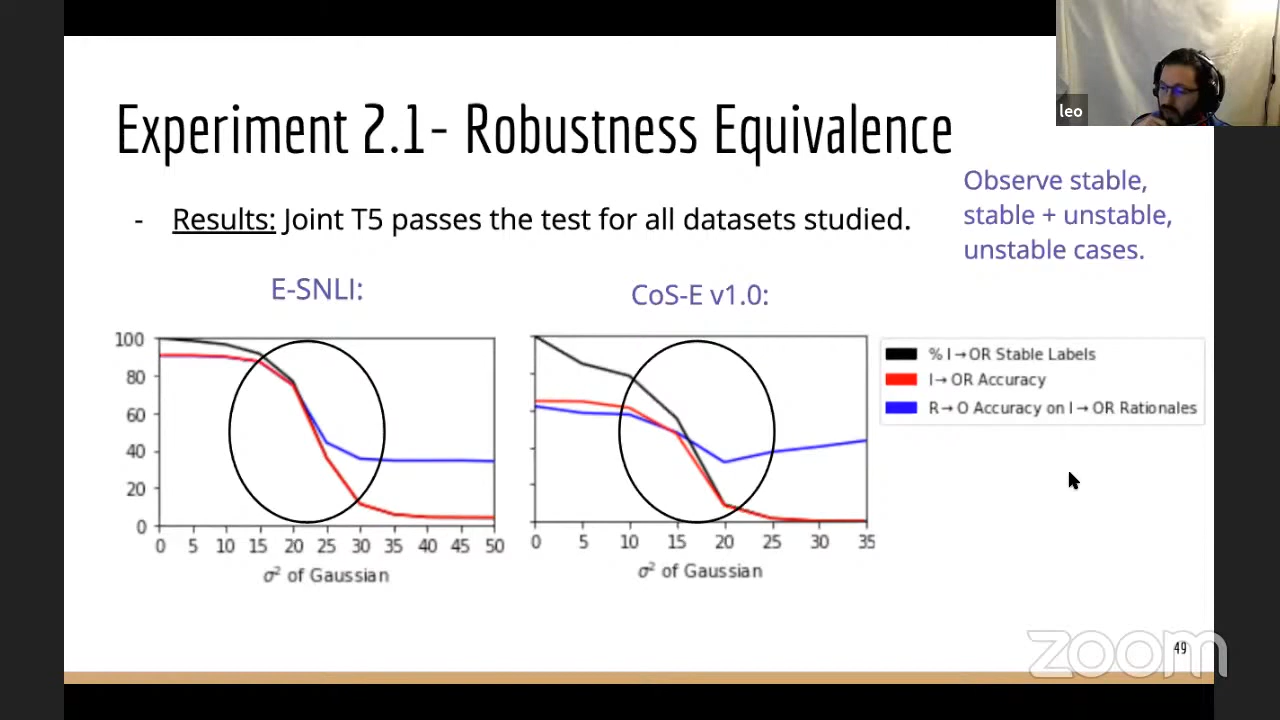 leo
Experiment 2.1- Robustness Equivalence
Observe stable,
stable + unstable,
unstable cases.
- Results: Joint T5 passes the test for all datasets studied.
E-SNLI:
CoS-E v1.0:
100
80
60
40
20
0
0 5 10 15 20 25 30 35 40 45 50
σ² of Gaussian
0 5 10 15 20 25 30 35
σ² of Gaussian
% I→OR Stable Labels
I→OR Accuracy
R→O Accuracy on I→OR Rationales
zoom
49